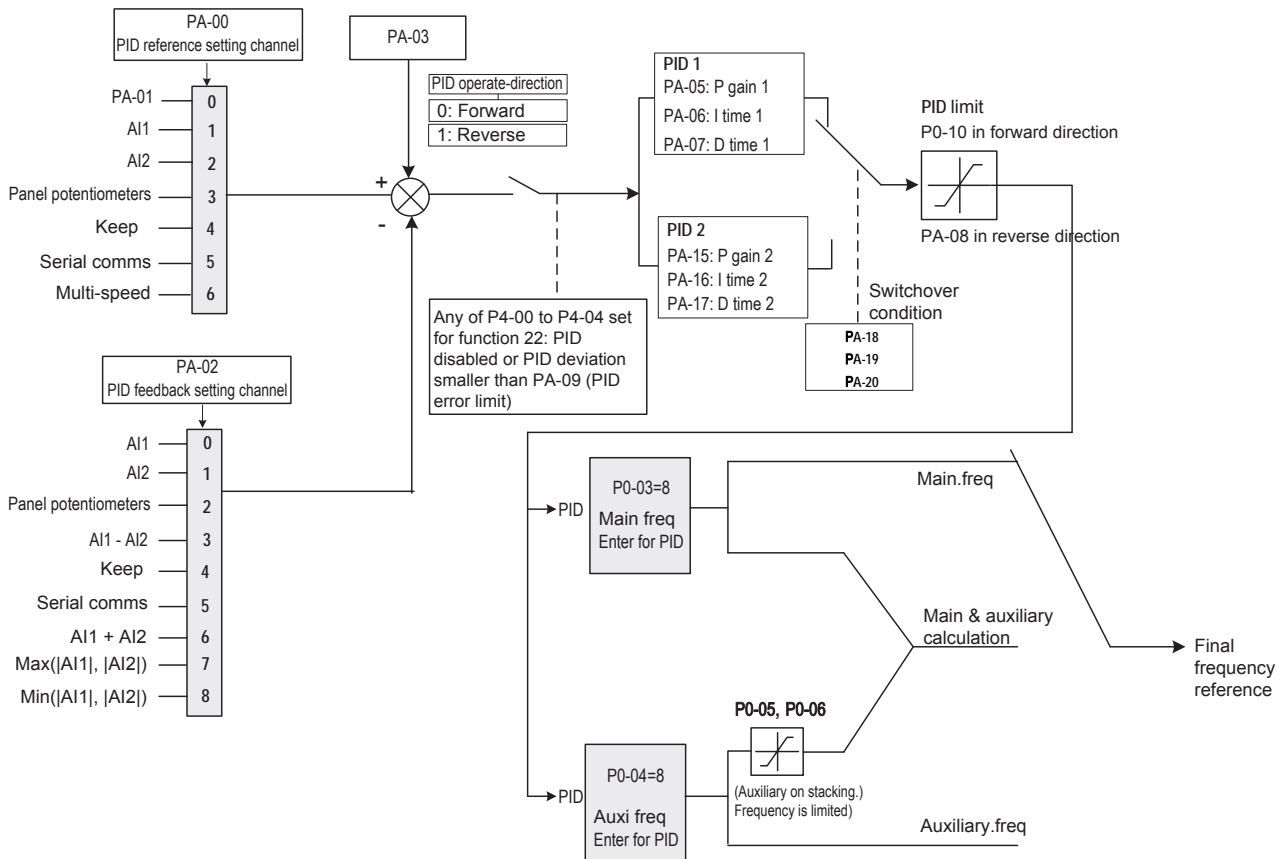 PA-00
PID reference setting channel
PA-01
0
AI1
1
AI2
2
Panel potentiometers
3
Keep
4
Serial comms
5
Multi-speed
6
PA-03
PID operate-direction
0: Forward
1: Reverse
+
-
PID 1
PA-05: P gain 1
PA-06: I time 1
PA-07: D time 1
PID 2
PA-15: P gain 2
PA-16: I time 2
PA-17: D time 2
PID limit
P0-10 in forward direction
PA-08 in reverse direction
Switchover
condition
PA-18
PA-19
PA-20
Any of P4-00 to P4-04 set
for function 22: PID
disabled or PID deviation
smaller than PA-09 (PID
error limit)
PA-02
PID feedback setting channel
AI1
0
AI2
1
Panel potentiometers
2
AI1 - AI2
3
Keep
4
Serial comms
5
AI1 + AI2
6
Max(|AI1|, |AI2|)
7
Min(|AI1|, |AI2|)
8
PID
P0-03=8
Main freq
Enter for PID
Main.freq
Main & auxiliary
calculation
Final
frequency
reference
P0-05, P0-06
(Auxiliary on stacking.)
Frequency is limited)
PID
P0-04=8
Auxi freq
Enter for PID
Auxiliary.freq